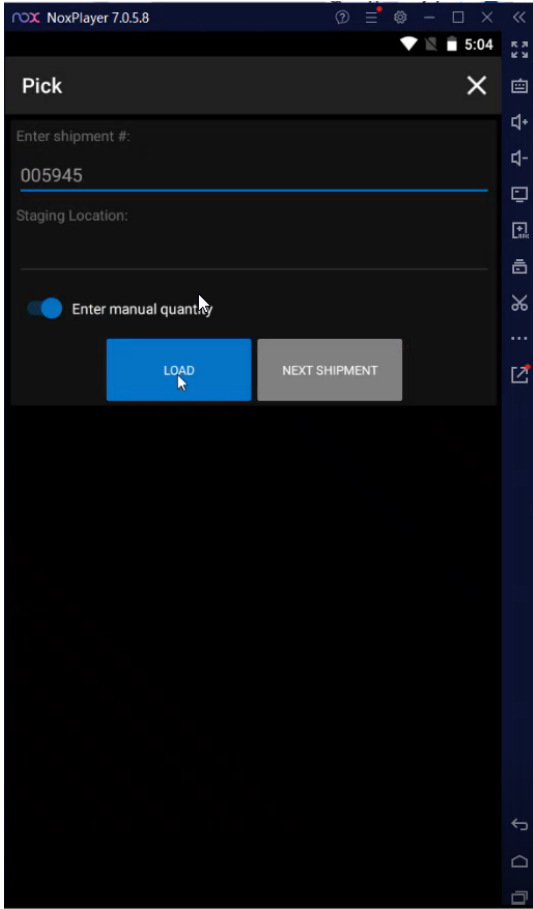 nox NoxPlayer 7.0.5.8
5:04
Pick
Enter shipment #:
005945
Staging Location:
Enter manual quantity
LOAD
NEXT SHIPMENT